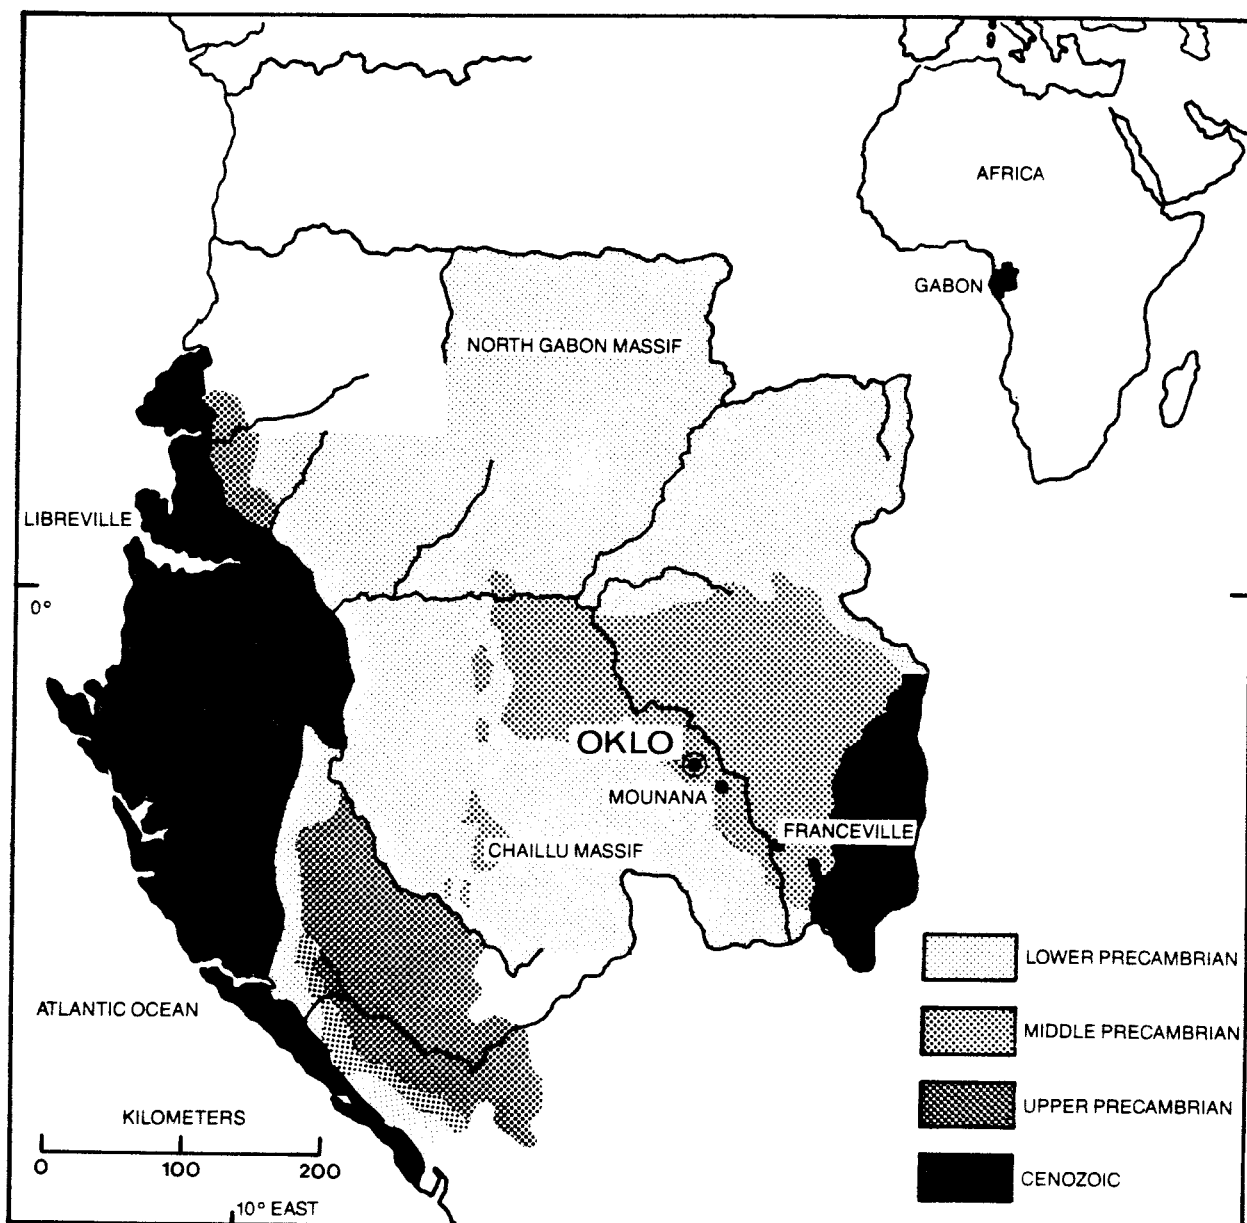 AFRICA
GABON
NORTH GABON MASSIF
LIBREVILLE
0°
OKLO
MOUNANA
FRANCEVILLE
CHAILLU MASSIF
LOWER PRECAMBRIAN
ATLANTIC OCEAN
MIDDLE PRECAMBRIAN
UPPER PRECAMBRIAN
KILOMETERS
0 100 200
CENOZOIC
10° EAST